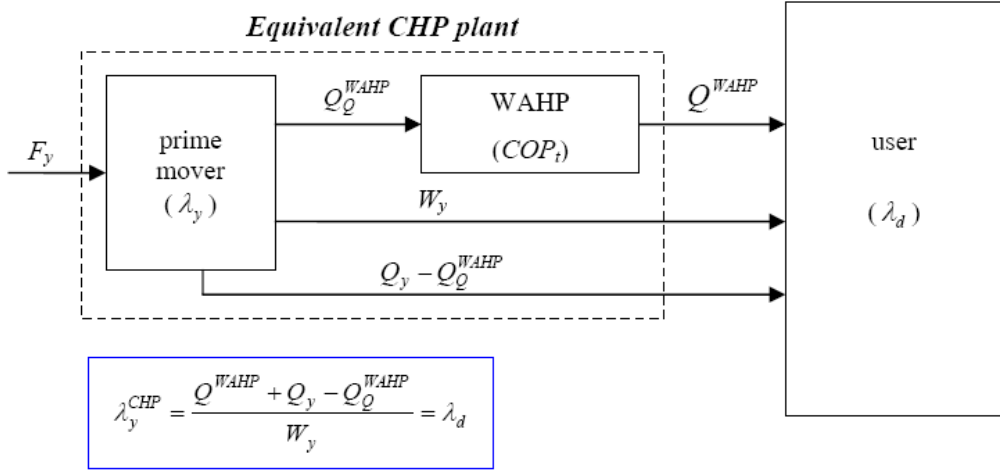 Equivalent CHP plant
F_y
prime
mover
( λ_y )
Q_Q^{WAHP}
WAHP
(COP_t)
Q^{WAHP}
W_y
Q_y − Q_Q^{WAHP}
user
( λ_d )
λ_y^{CHP} = \frac{Q^{WAHP} + Q_y − Q_Q^{WAHP}}{W_y} = λ_d